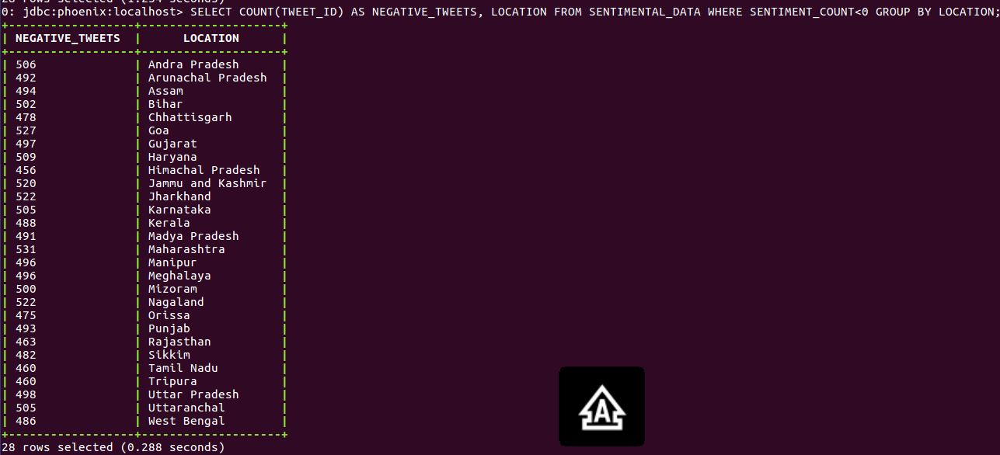 28 rows selected (1.254 seconds)
0: jdbc:phoenix:localhost> SELECT COUNT(TWEET_ID) AS NEGATIVE_TWEETS, LOCATION FROM SENTIMENTAL_DATA WHERE SENTIMENT_COUNT<0 GROUP BY LOCATION;
+------------------+--------------------+
| NEGATIVE_TWEETS | LOCATION |
+------------------+--------------------+
| 506 | Andra Pradesh |
| 492 | Arunachal Pradesh |
| 494 | Assam |
| 502 | Bihar |
| 478 | Chhattisgarh |
| 527 | Goa |
| 497 | Gujarat |
| 509 | Haryana |
| 456 | Himachal Pradesh |
| 520 | Jammu and Kashmir |
| 522 | Jharkhand |
| 505 | Karnataka |
| 488 | Kerala |
| 491 | Madya Pradesh |
| 531 | Maharashtra |
| 496 | Manipur |
| 496 | Meghalaya |
| 500 | Mizoram |
| 522 | Nagaland |
| 475 | Orissa |
| 493 | Punjab |
| 463 | Rajasthan |
| 482 | Sikkim |
| 460 | Tamil Nadu |
| 460 | Tripura |
| 498 | Uttar Pradesh |
| 505 | Uttaranchal |
| 486 | West Bengal |
+------------------+--------------------+
28 rows selected (0.288 seconds)
A